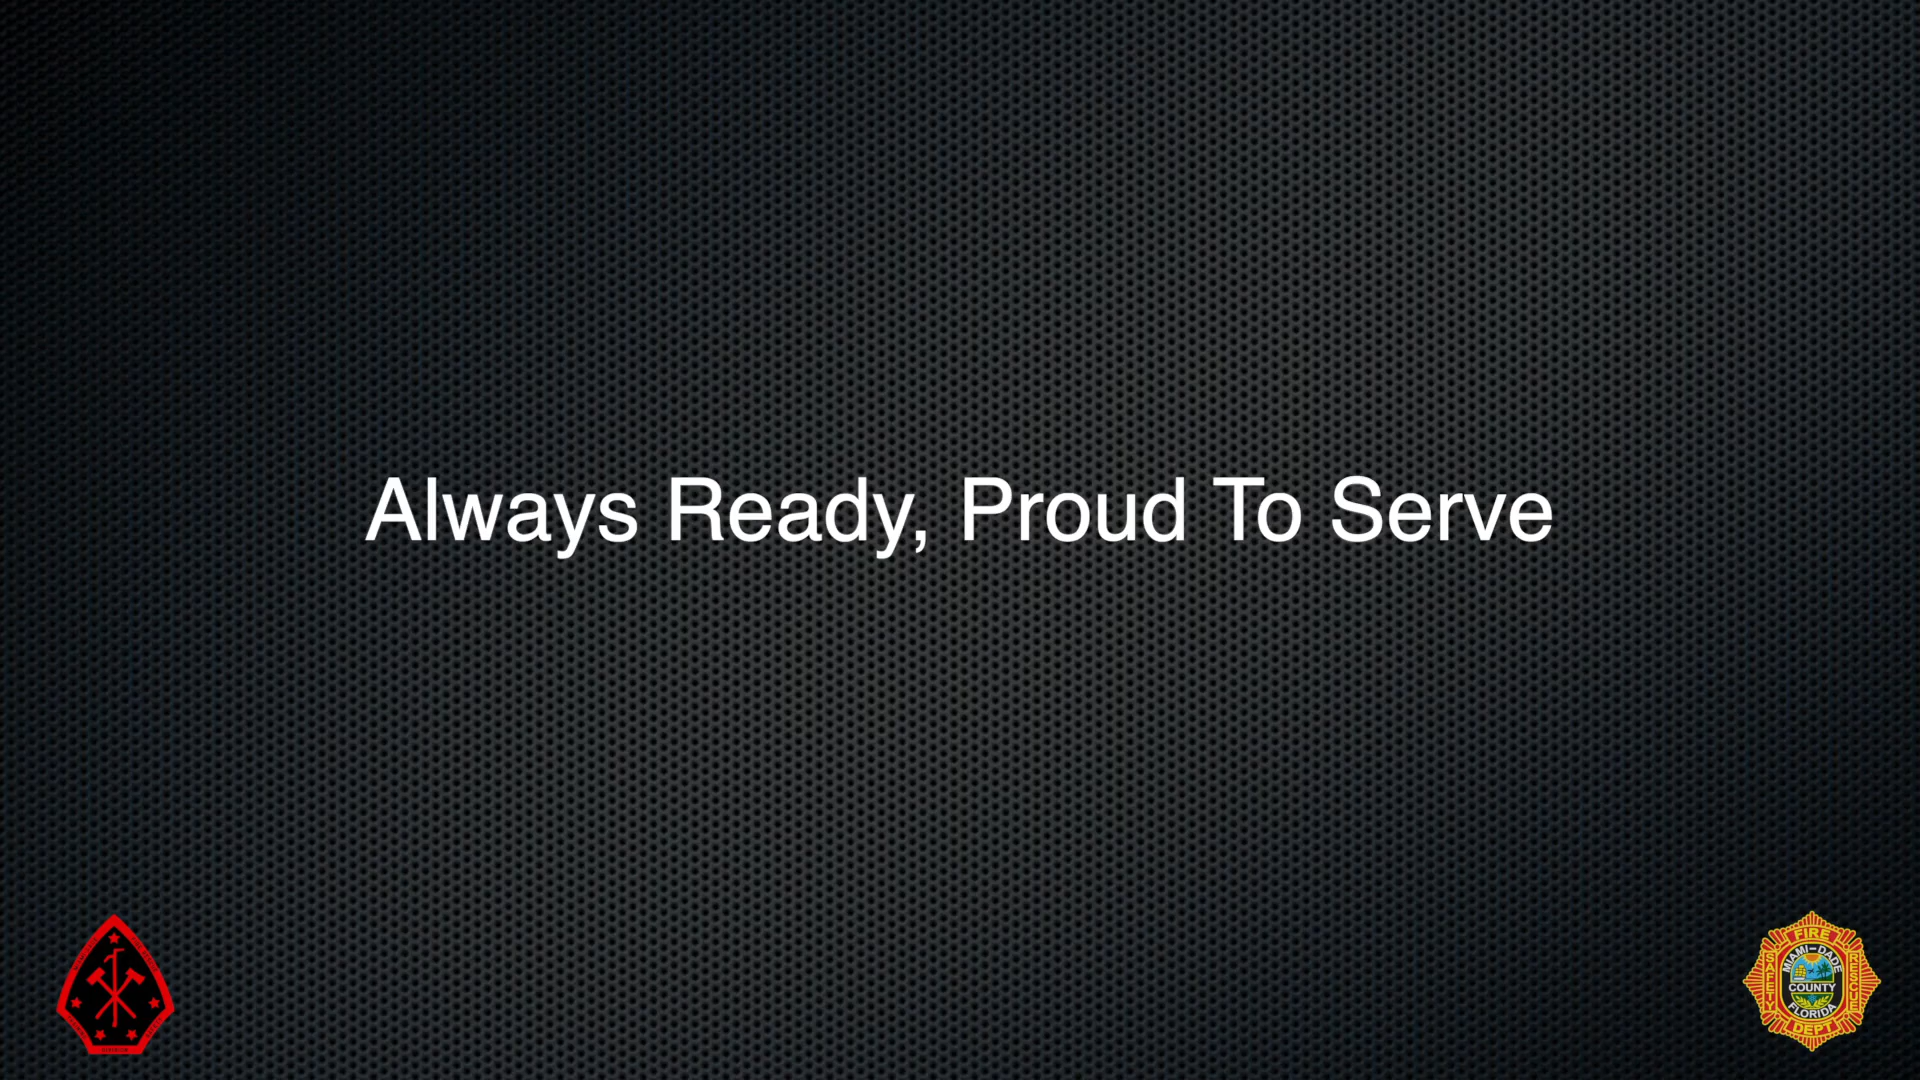 Always Ready, Proud To Serve
FIRE
SAFETY
MIAMI-DADE
COUNTY
FLORIDA
RESCUE
DEPT